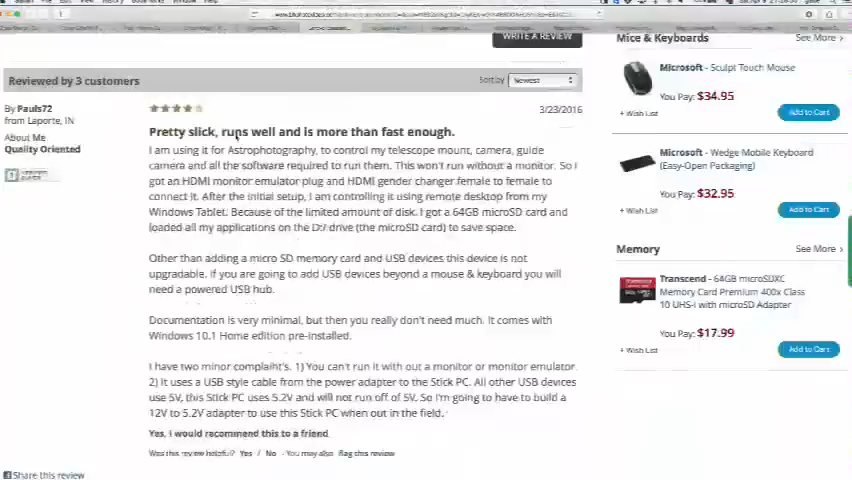 WRITE A REVIEW
Mice & Keyboards
See More >
Reviewed by 3 customers
Sort by
Newest
Microsoft - Sculpt Touch Mouse
You Pay: $34.95
+ Wish List
Add to Cart
By Pauls72
from Laporte, IN
About Me
Quality Oriented
3/23/2016
Pretty slick, runs well and is more than fast enough.
I am using it for Astrophotography, to control my telescope mount, camera, guide
camera and all the software required to run them. This won't run without a monitor. So I
got an HDMI monitor emulator plug and HDMI gender changer female to female to
connect it. After the initial setup, I am controlling it using remote desktop from my
Windows Tablet. Because of the limited amount of disk. I got a 64GB microSD card and
loaded all my applications on the D:/ drive (the microSD card) to save space.
Other than adding a micro SD memory card and USB devices this device is not
upgradable. If you are going to add USB devices beyond a mouse & keyboard you will
need a powered USB hub.
Documentation is very minimal, but then you really don't need much. It comes with
Windows 10.1 Home edition pre-installed.
I have two minor complaint's. 1) You can't run it with out a monitor or monitor emulator.
2) It uses a USB style cable from the power adapter to the Stick PC. All other USB devices
use 5V, this Stick PC uses 5.2V and will not run off of 5V. So I'm going to have to build a
12V to 5.2V adapter to use this Stick PC when out in the field.
Yes, I would recommend this to a friend.
Was this review helpful? Yes / No - You may also flag this review
Share this review
Microsoft - Wedge Mobile Keyboard
(Easy-Open Packaging)
You Pay: $32.95
+ Wish List
Add to Cart
Memory
See More >
Transcend - 64GB microSDXC
Memory Card Premium 400x Class
10 UHS-I with microSD Adapter
You Pay: $17.99
+ Wish List
Add to Cart